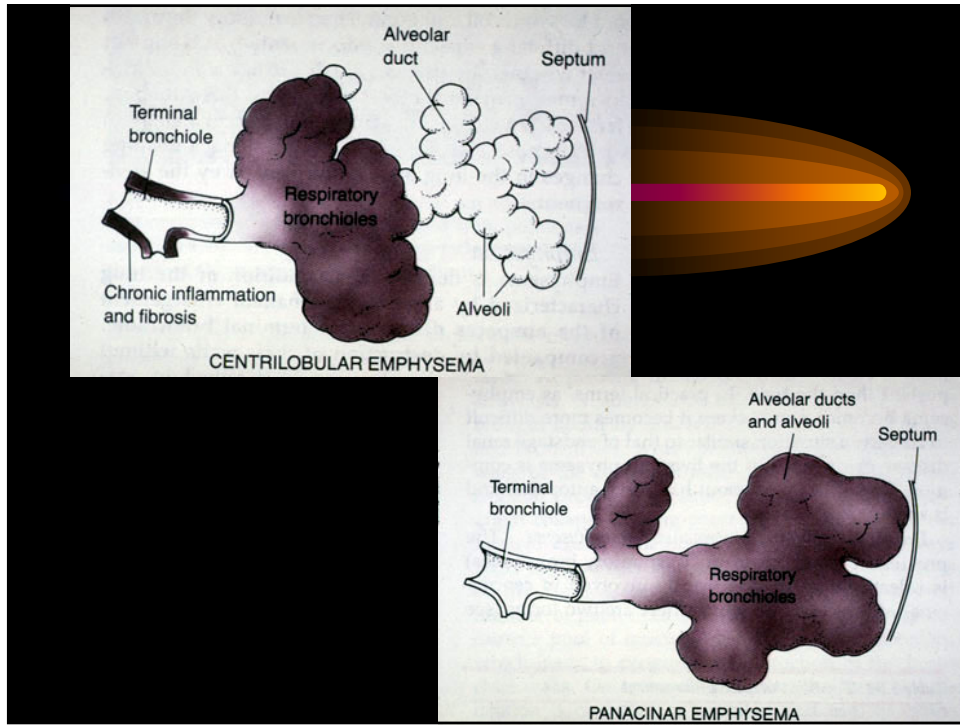 Alveolar
duct
Septum
Terminal
bronchiole
Respiratory
bronchioles
Chronic inflammation
and fibrosis
Alveoli
CENTRILOBULAR EMPHYSEMA
Alveolar ducts
and alveoli
Septum
Terminal
bronchiole
Respiratory
bronchioles
PANACINAR EMPHYSEMA